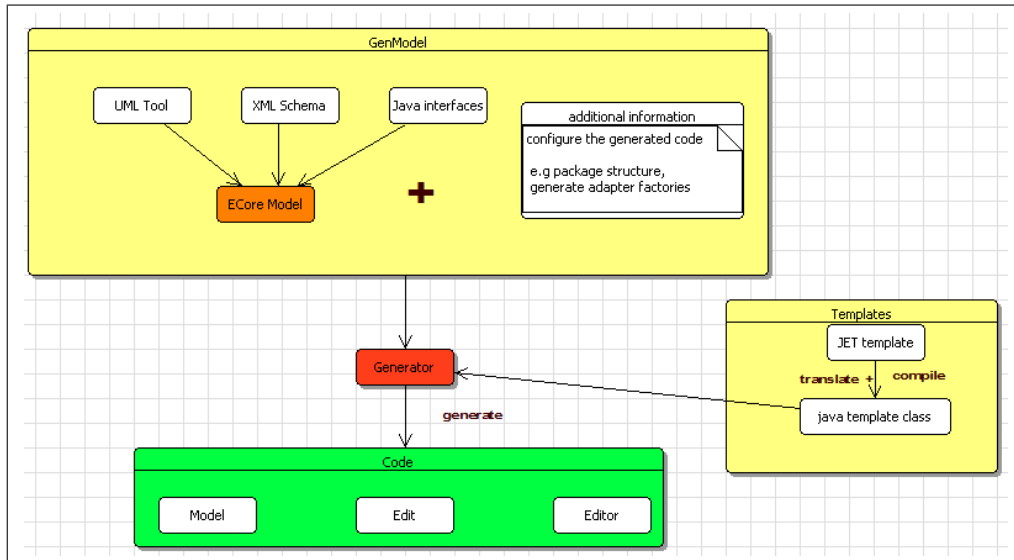 GenModel
UML Tool
XML Schema
Java interfaces
additional information
configure the generated code
e.g package structure,
generate adapter factories
ECore Model
+
Templates
JET template
translate + compile
java template class
Generator
generate
Code
Model
Edit
Editor